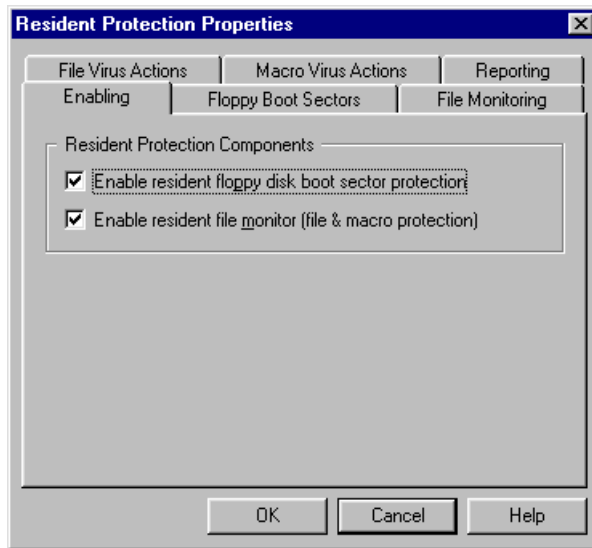 Resident Protection Properties
File Virus Actions Macro Virus Actions Reporting
Enabling Floppy Boot Sectors File Monitoring
Resident Protection Components
Enable resident floppy disk boot sector protection
Enable resident file monitor (file & macro protection)
OK Cancel Help